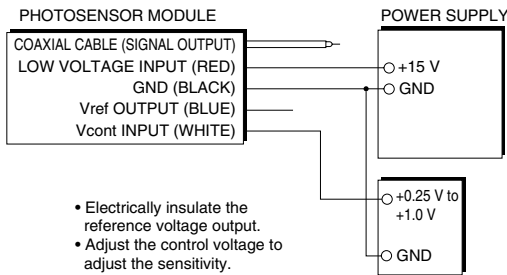 PHOTOSENSOR MODULE
COAXIAL CABLE (SIGNAL OUTPUT)
LOW VOLTAGE INPUT (RED)
GND (BLACK)
Vref OUTPUT (BLUE)
Vcont INPUT (WHITE)
POWER SUPPLY
+15 V
GND
+0.25 V to
+1.0 V
GND
• Electrically insulate the
reference voltage output.
• Adjust the control voltage to
adjust the sensitivity.